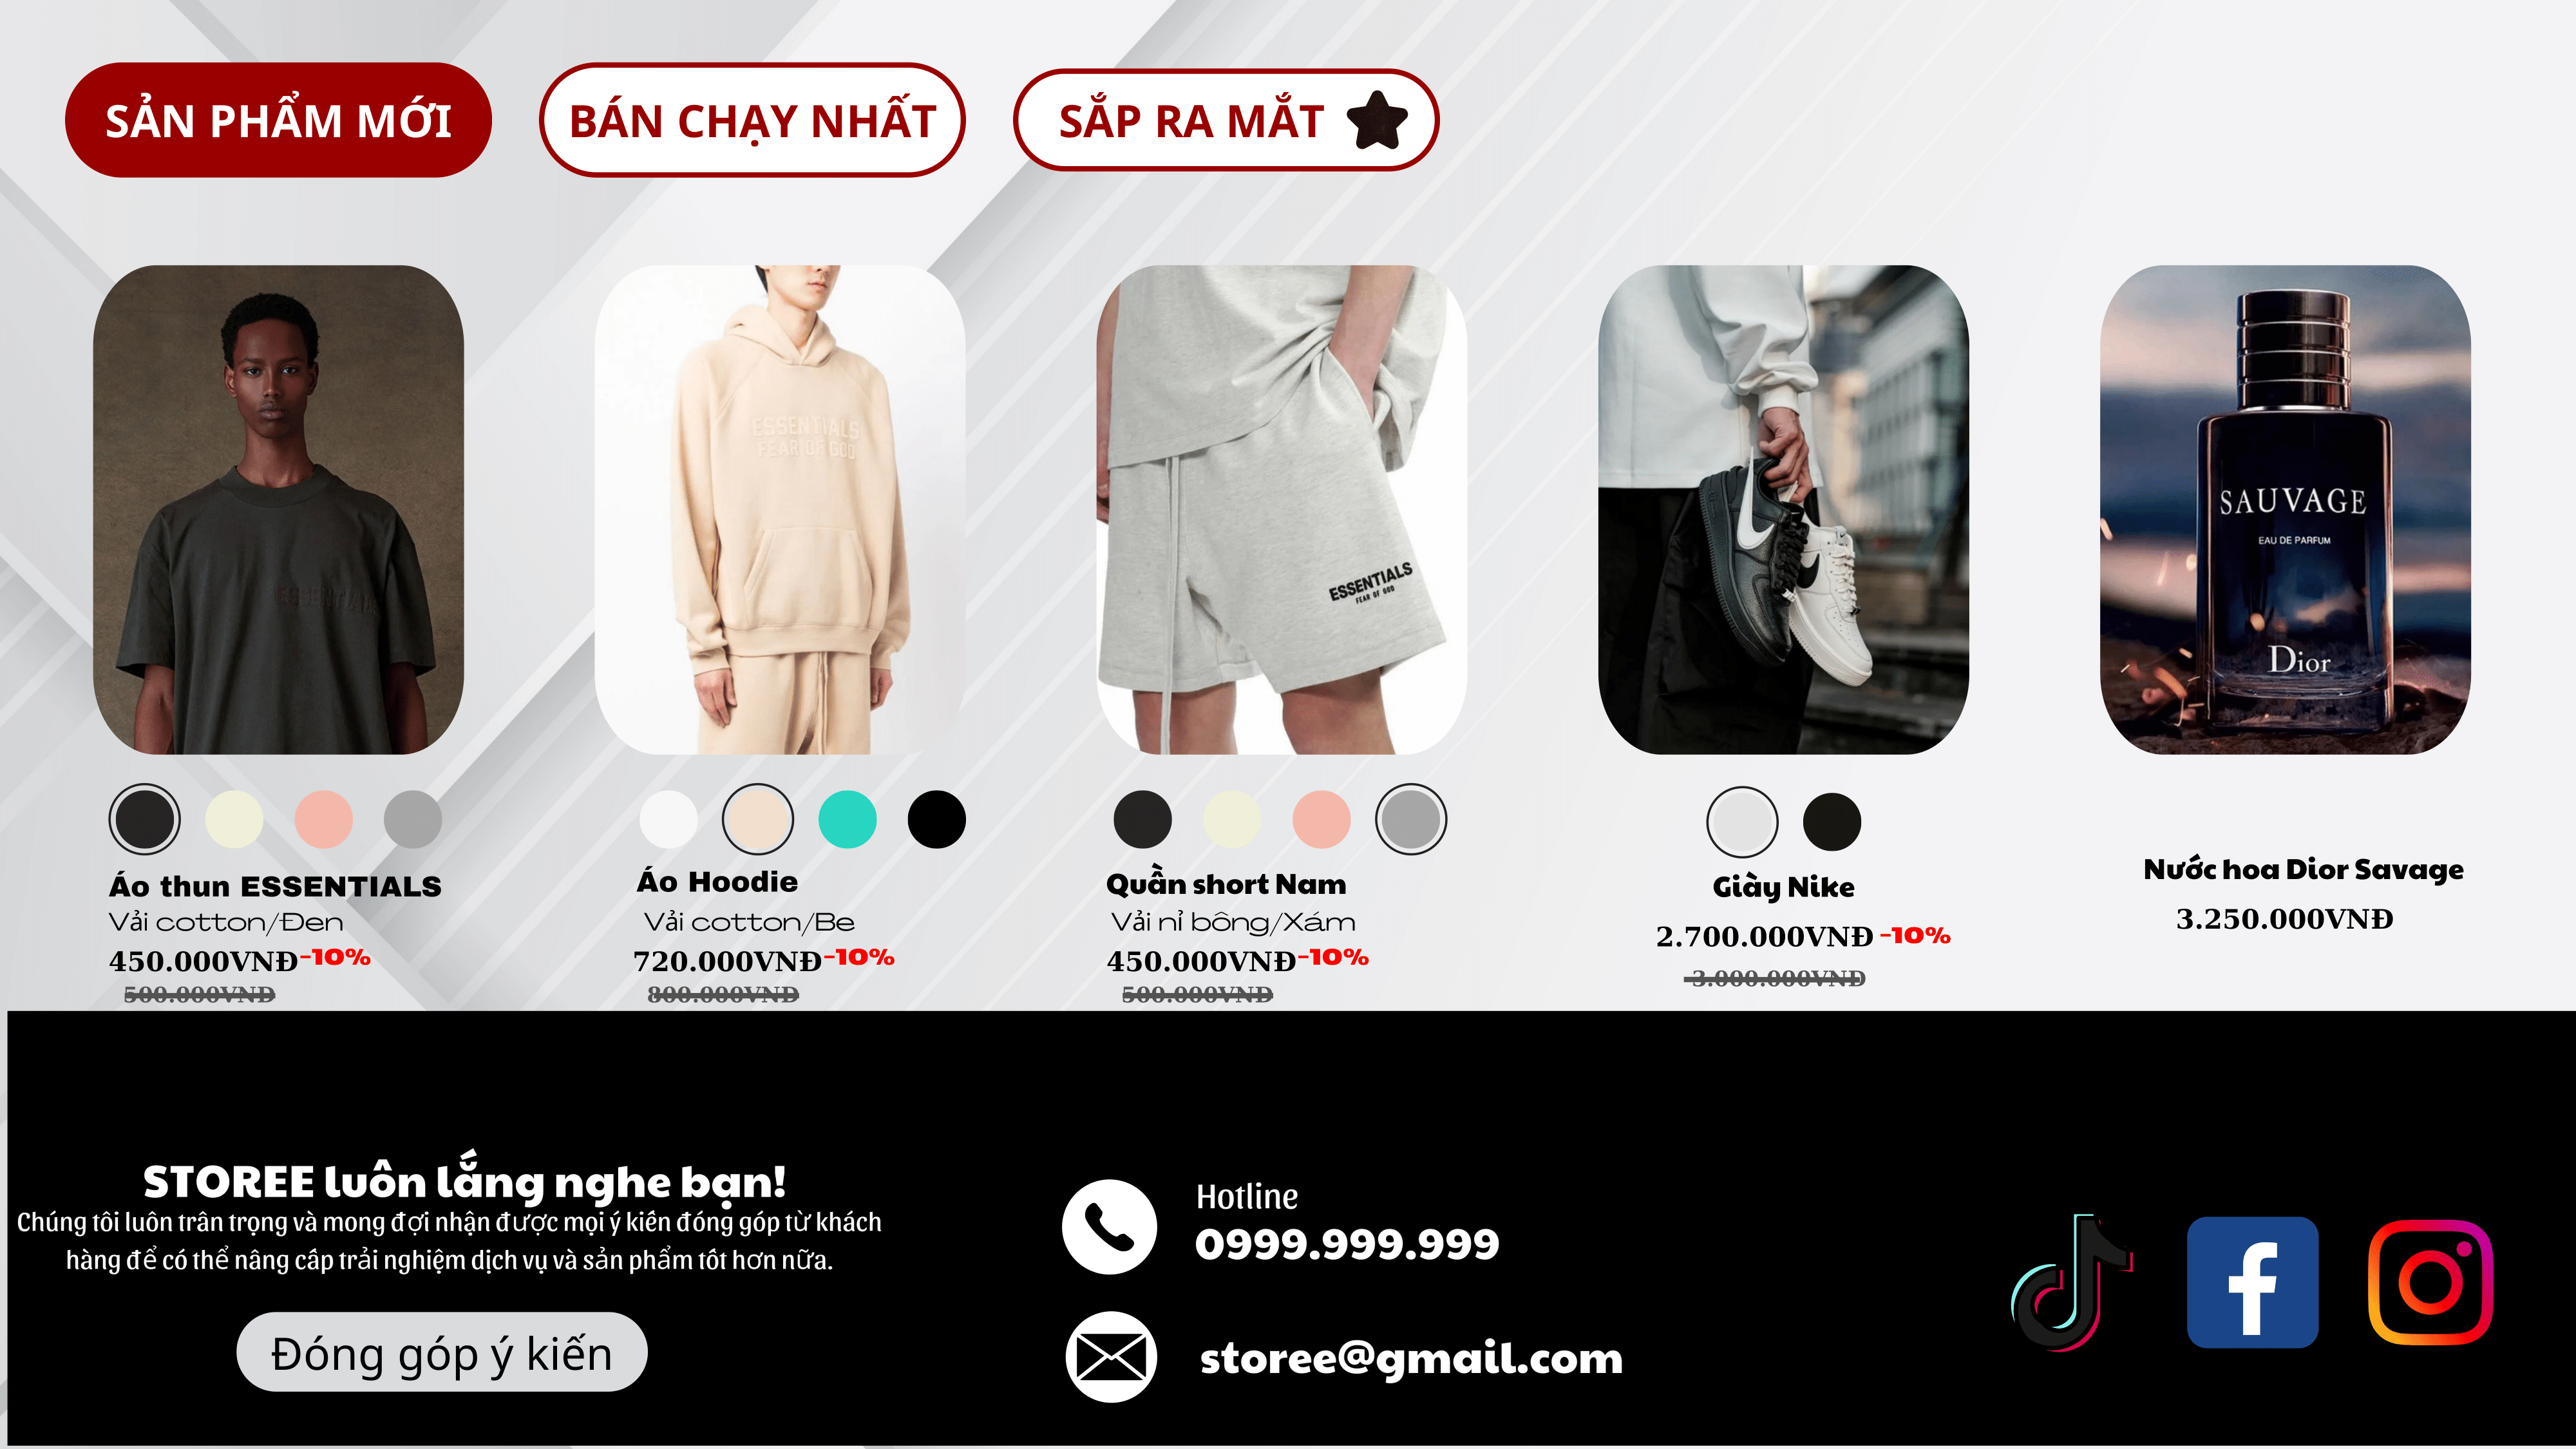 SẢN PHẨM MỚI
BÁN CHẠY NHẤT
SẮP RA MẮT
ESSENTIALS
ESSENTIALS
FEAR OF GOD
ESSENTIALS
FEAR OF GOD
SAUVAGE
EAU DE PARFUM
Dior
Áo thun ESSENTIALS
Vải cotton/Đen
450.000VNĐ-10%
500.000VNĐ
Áo Hoodie
Vải cotton/Be
720.000VNĐ-10%
800.000VNĐ
Quần short Nam
Vải nỉ bông/Xám
450.000VNĐ-10%
500.000VNĐ
Giày Nike
2.700.000VNĐ -10%
3.000.000VNĐ
Nước hoa Dior Savage
3.250.000VNĐ
STOREE luôn lắng nghe bạn!
Chúng tôi luôn trân trọng và mong đợi nhận được mọi ý kiến đóng góp từ khách
hàng để có thể nâng cấp trải nghiệm dịch vụ và sản phẩm tốt hơn nữa.
Đóng góp ý kiến
Hotline
0999.999.999
storee@gmail.com